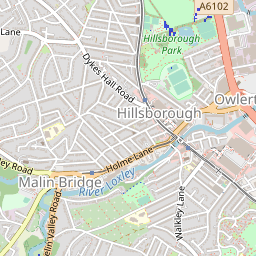 Lane
A6102
Hillsborough
Park
Dykes Hall Road
Owlert
Hillsborough
Holme Lane
ley Road
Malin Bridge
River Loxley
Walkley Lane
elin Valley Road